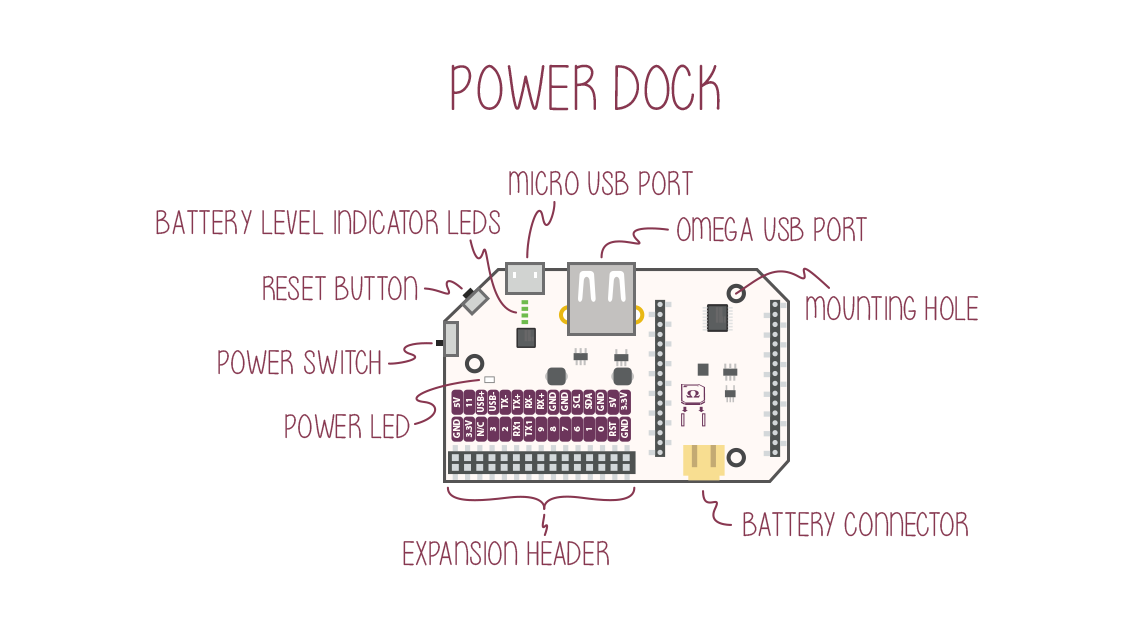 POWER DOCK
MICRO USB PORT
BATTERY LEVEL INDICATOR LEDS
OMEGA USB PORT
RESET BUTTON
MOUNTING HOLE
POWER SWITCH
POWER LED
5V 11 USB+ USB- TX- TX+ RX- RX+ GND GND SCL SDA GND 5V 3.3V
GND 3.3V N/C 3 2 RX1 TX1 9 8 7 6 1 0 RST GND
Ω
BATTERY CONNECTOR
EXPANSION HEADER